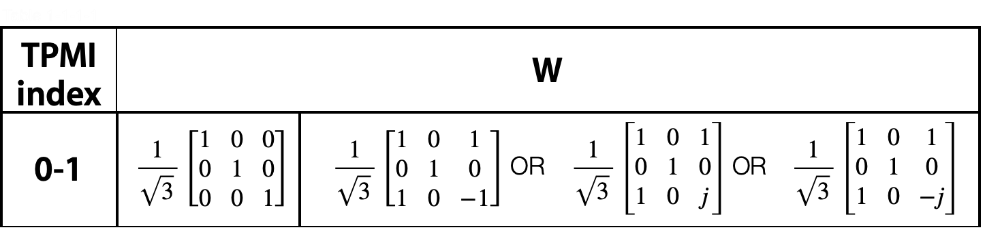 TPMI index W
0-1 1/√3 [1 0 0; 0 1 0; 0 0 1] 1/√3 [1 0 1; 0 1 0; 1 0 −1] OR 1/√3 [1 0 1; 0 1 0; 1 0 j] OR 1/√3 [1 0 1; 0 1 0; 1 0 −j]